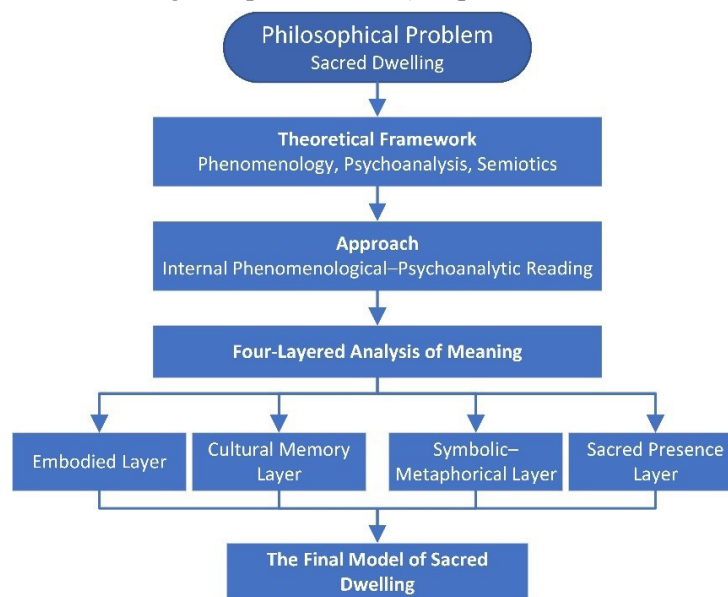 Philosophical Problem
Sacred Dwelling
Theoretical Framework
Phenomenology, Psychoanalysis, Semiotics
Approach
Internal Phenomenological–Psychoanalytic Reading
Four-Layered Analysis of Meaning
Embodied Layer
Cultural Memory
Layer
Symbolic–
Metaphorical Layer
Sacred Presence
Layer
The Final Model of Sacred
Dwelling